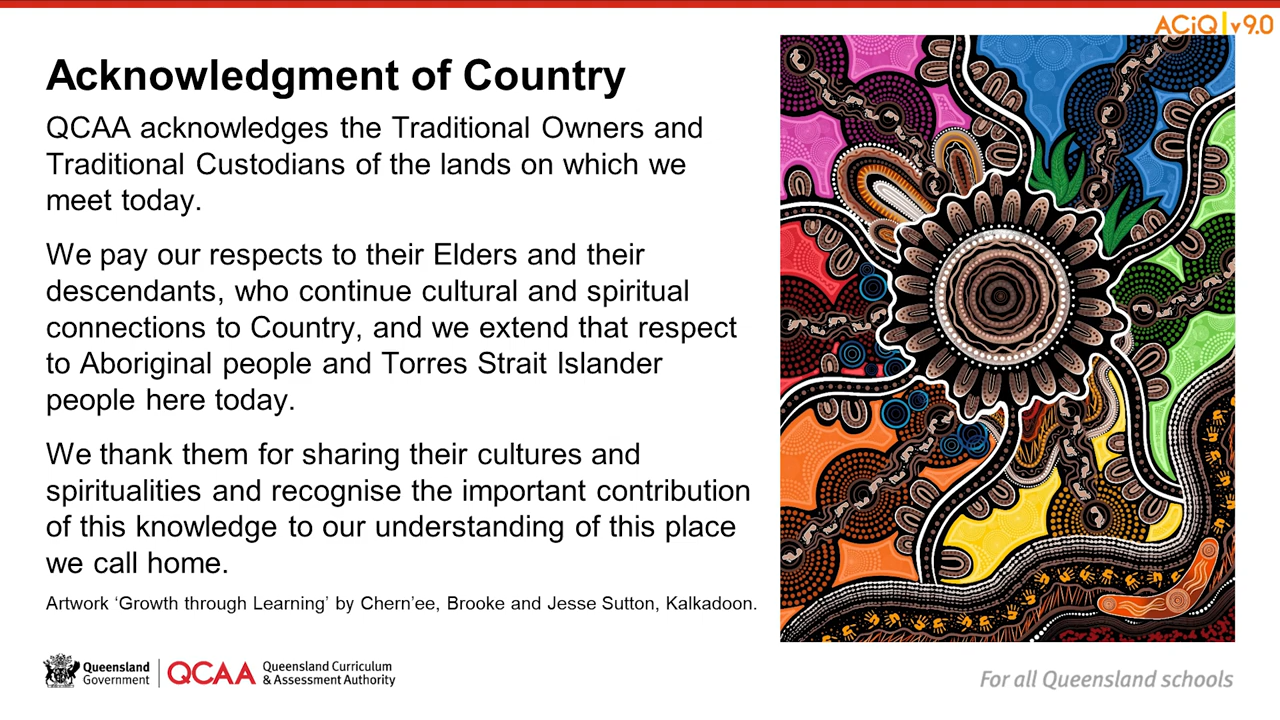 ACiQ | v9.0
Acknowledgment of Country
QCAA acknowledges the Traditional Owners and
Traditional Custodians of the lands on which we
meet today.
We pay our respects to their Elders and their
descendants, who continue cultural and spiritual
connections to Country, and we extend that respect
to Aboriginal people and Torres Strait Islander
people here today.
We thank them for sharing their cultures and
spiritualities and recognise the important contribution
of this knowledge to our understanding of this place
we call home.
Artwork ‘Growth through Learning’ by Chern’ee, Brooke and Jesse Sutton, Kalkadoon.
Queensland
Government
QCAA
Queensland Curriculum
& Assessment Authority
For all Queensland schools